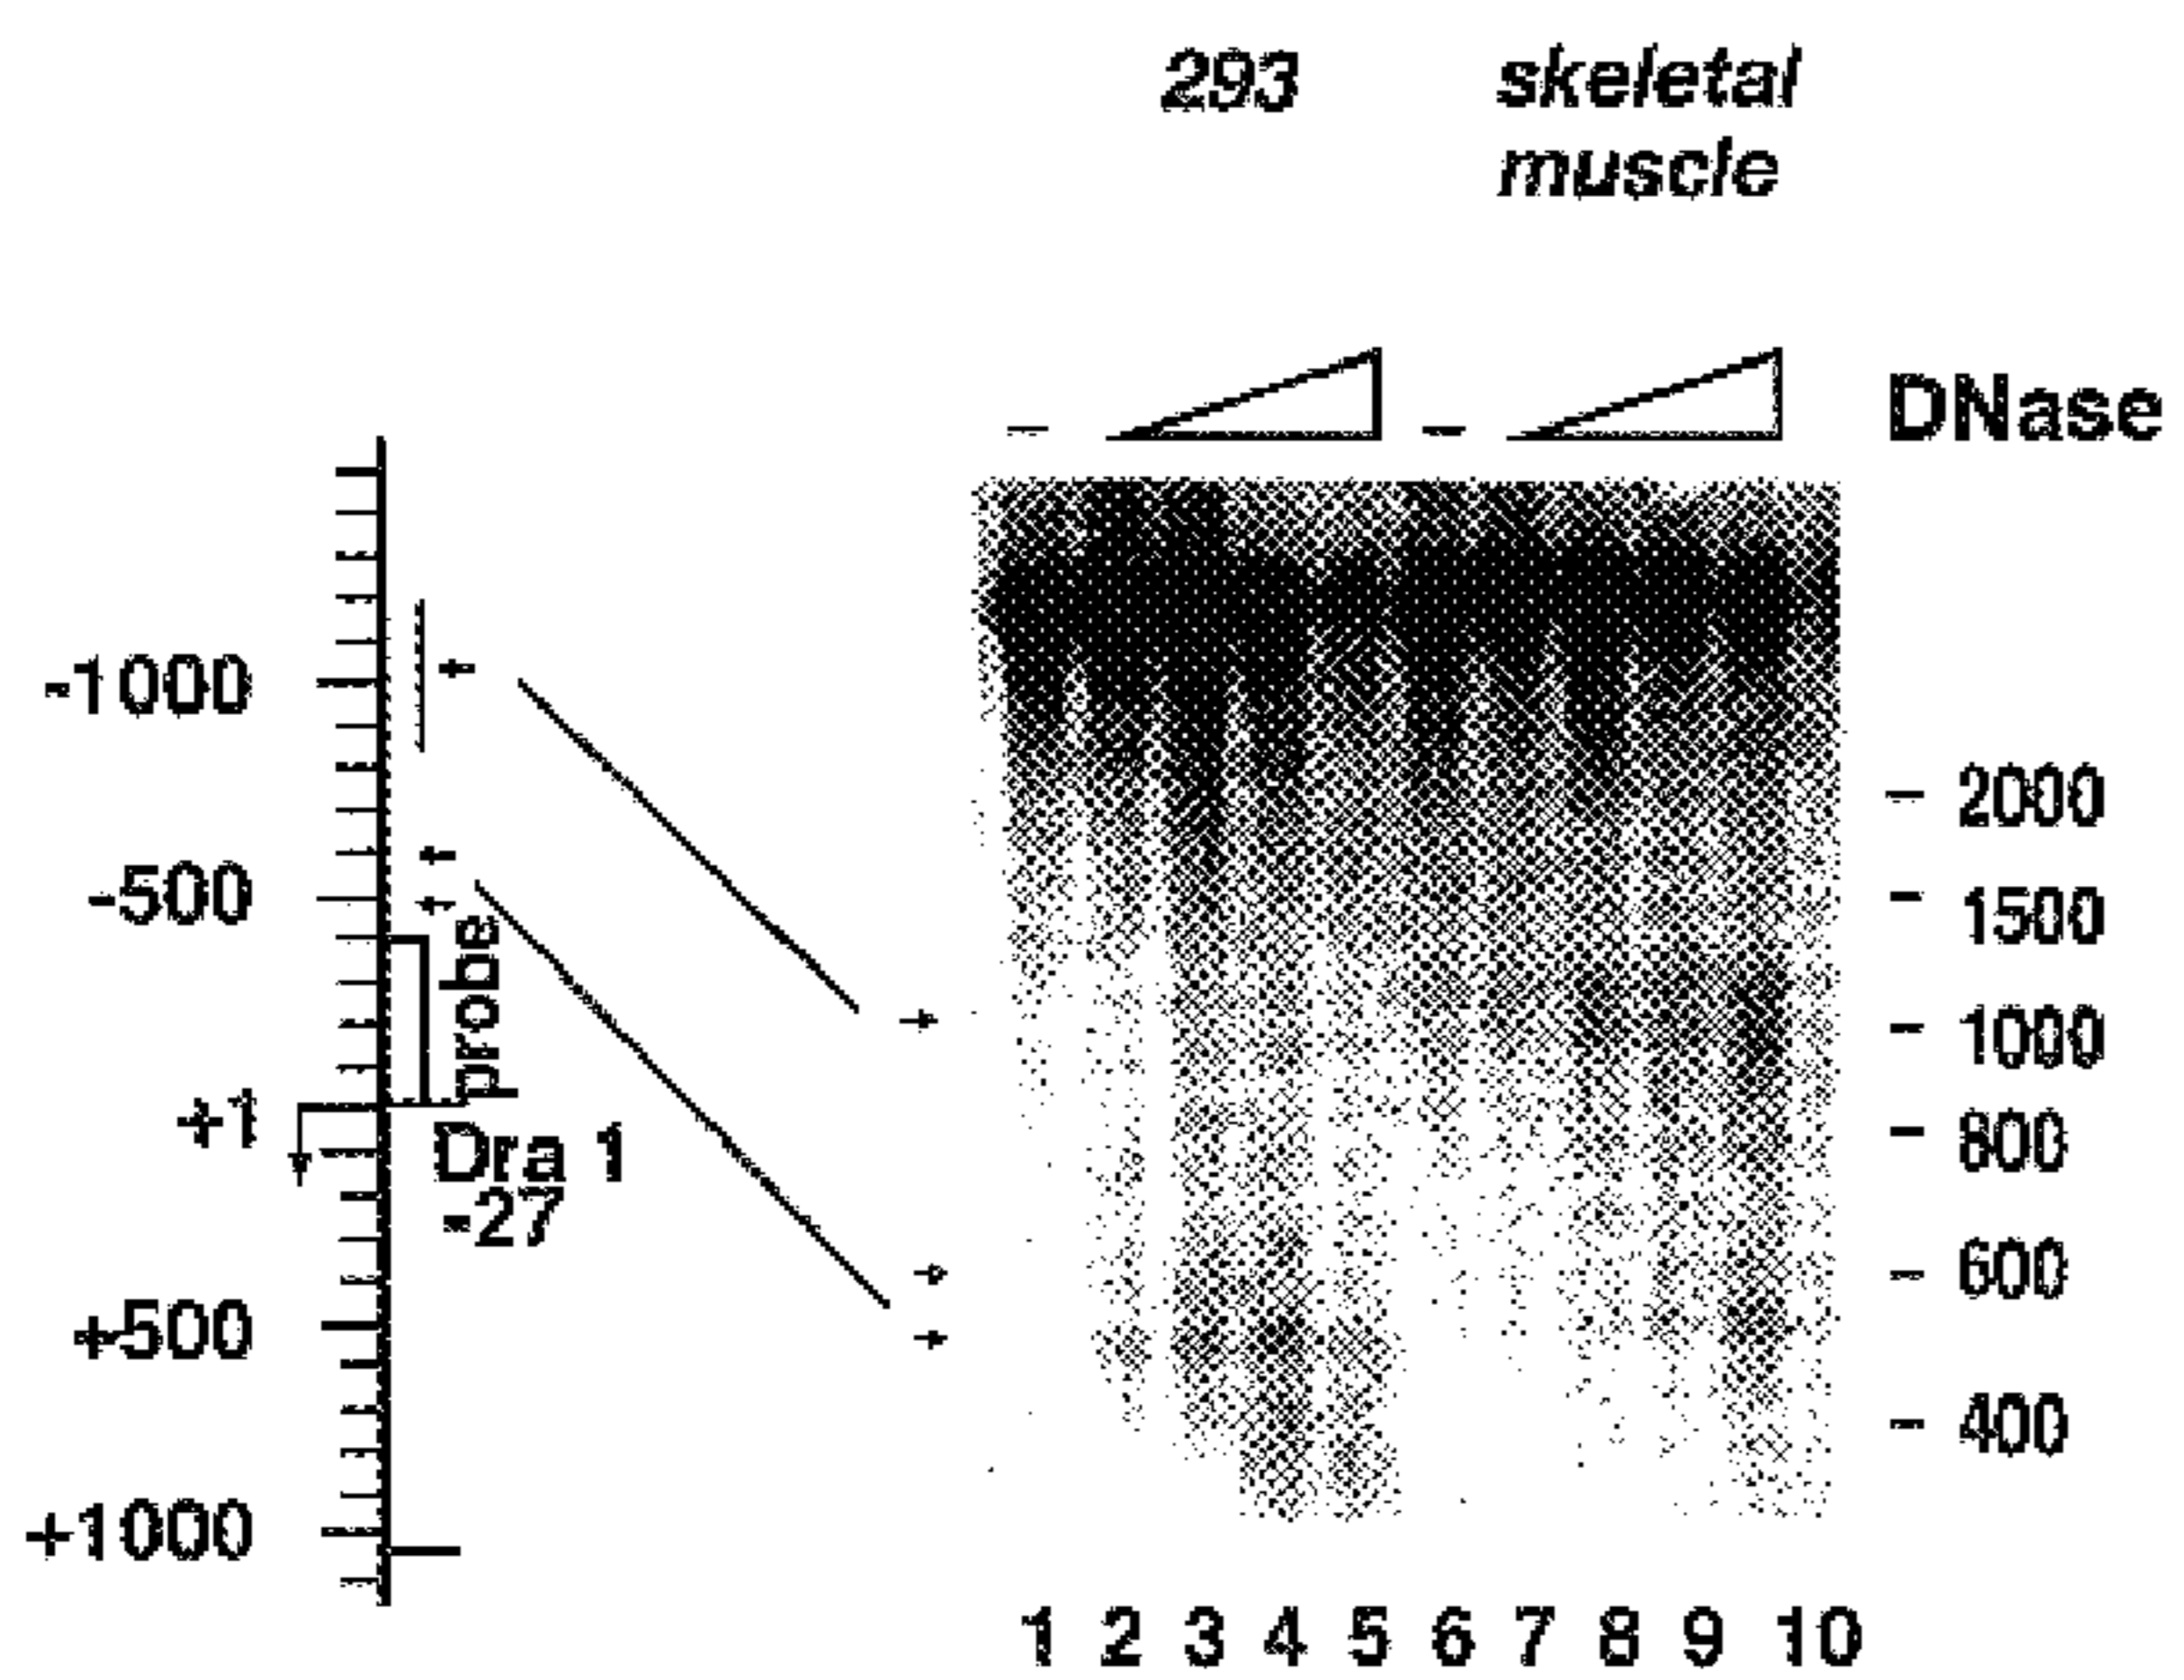 293 skeletal
muscle
– – DNase
-1000
-500
+1
+500
+1000
probe
Dra 1
-27
– 2000
– 1500
– 1000
– 800
– 600
– 400
1 2 3 4 5 6 7 8 9 10